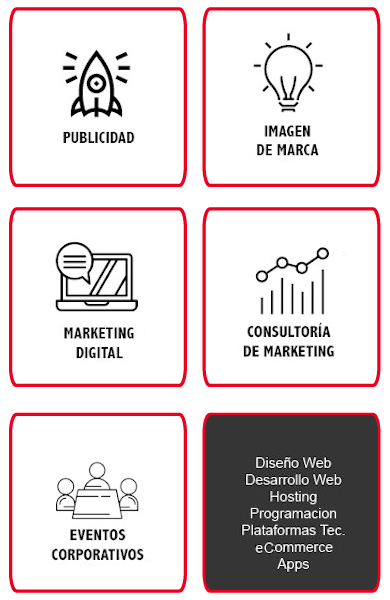 PUBLICIDAD
IMAGEN
DE MARCA
MARKETING
DIGITAL
CONSULTORÍA
DE MARKETING
EVENTOS
CORPORATIVOS
Diseño Web
Desarrollo Web
Hosting
Programacion
Plataformas Tec.
eCommerce
Apps